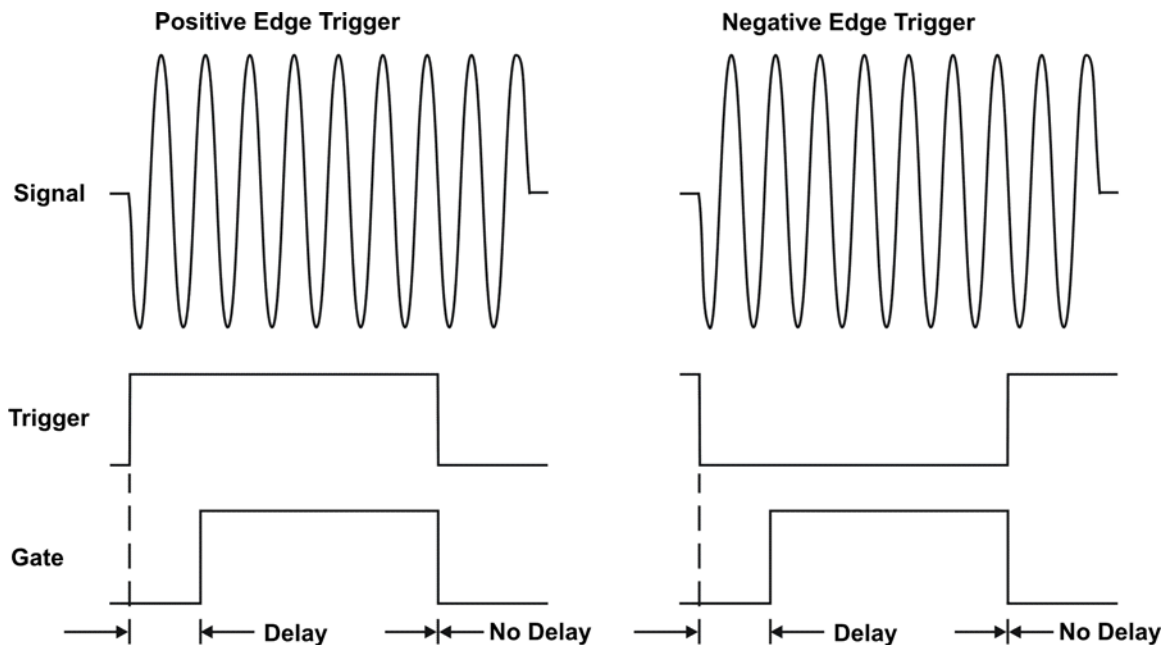 Positive Edge Trigger
Negative Edge Trigger
Signal
Trigger
Gate
Delay
No Delay
Delay
No Delay